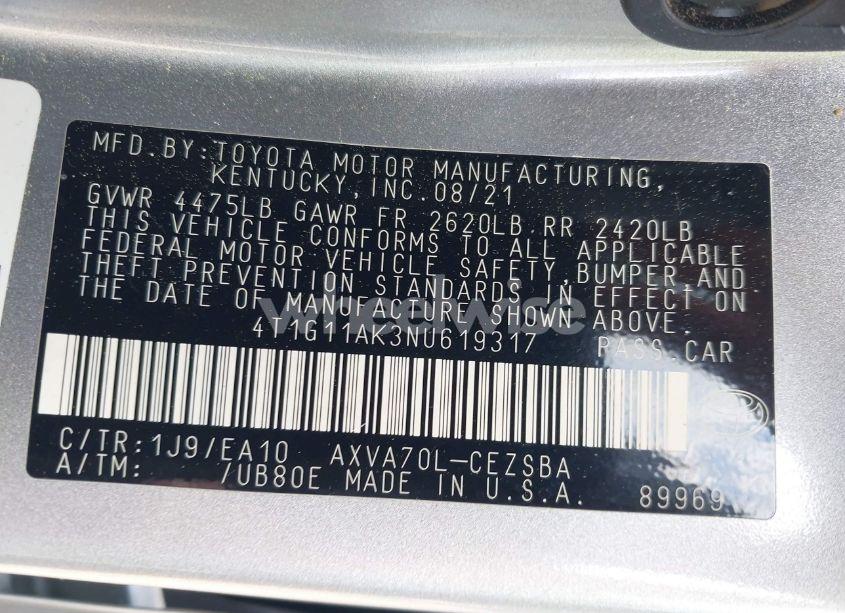 MFD.BY:TOYOTA MOTOR MANUFACTURING,
KENTUCKY,INC.08/21
GVWR 4475LB GAWR FR 2620LB RR 2420LB
THIS VEHICLE CONFORMS TO ALL APPLICABLE
FEDERAL MOTOR VEHICLE SAFETY,BUMPER,AND
THEFT PREVENTION STANDARDS IN EFFECT ON
THE DATE OF MANUFACTURE SHOWN ABOVE.
wheelwise
4T1G11AK3NU619317 PASS.CAR
C/TR:1J9/EA10 AXVA70L-CEZSBA
A/TM: /UB80E MADE IN U.S.A. 89969